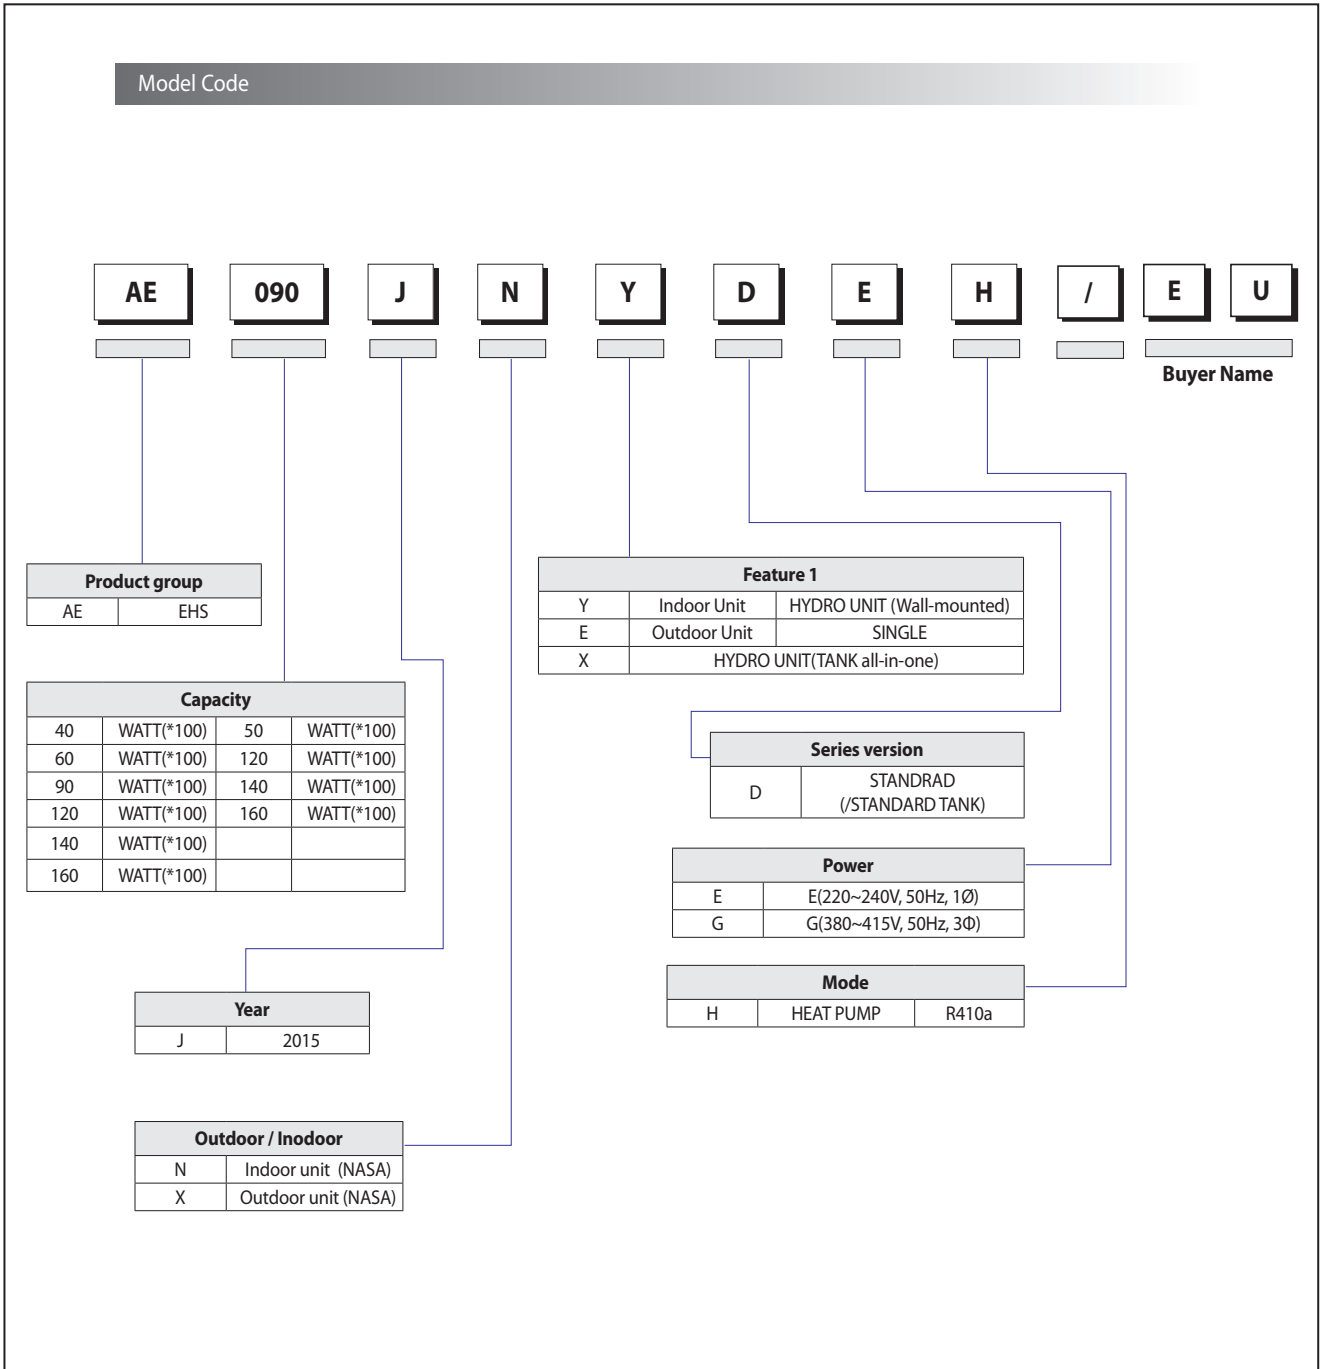 Model Code
AE 090 J N Y D E H / E U
Buyer Name
Product group
AE EHS
Feature 1
Y Indoor Unit HYDRO UNIT (Wall-mounted)
E Outdoor Unit SINGLE
X HYDRO UNIT(TANK all-in-one)
Capacity
40 WATT(*100) 50 WATT(*100)
60 WATT(*100) 120 WATT(*100)
90 WATT(*100) 140 WATT(*100)
120 WATT(*100) 160 WATT(*100)
140 WATT(*100)
160 WATT(*100)
Series version
D STANDRAD
(/STANDARD TANK)
Power
E E(220~240V, 50Hz, 1Ø)
G G(380~415V, 50Hz, 3Φ)
Mode
H HEAT PUMP R410a
Year
J 2015
Outdoor / Inodoor
N Indoor unit (NASA)
X Outdoor unit (NASA)